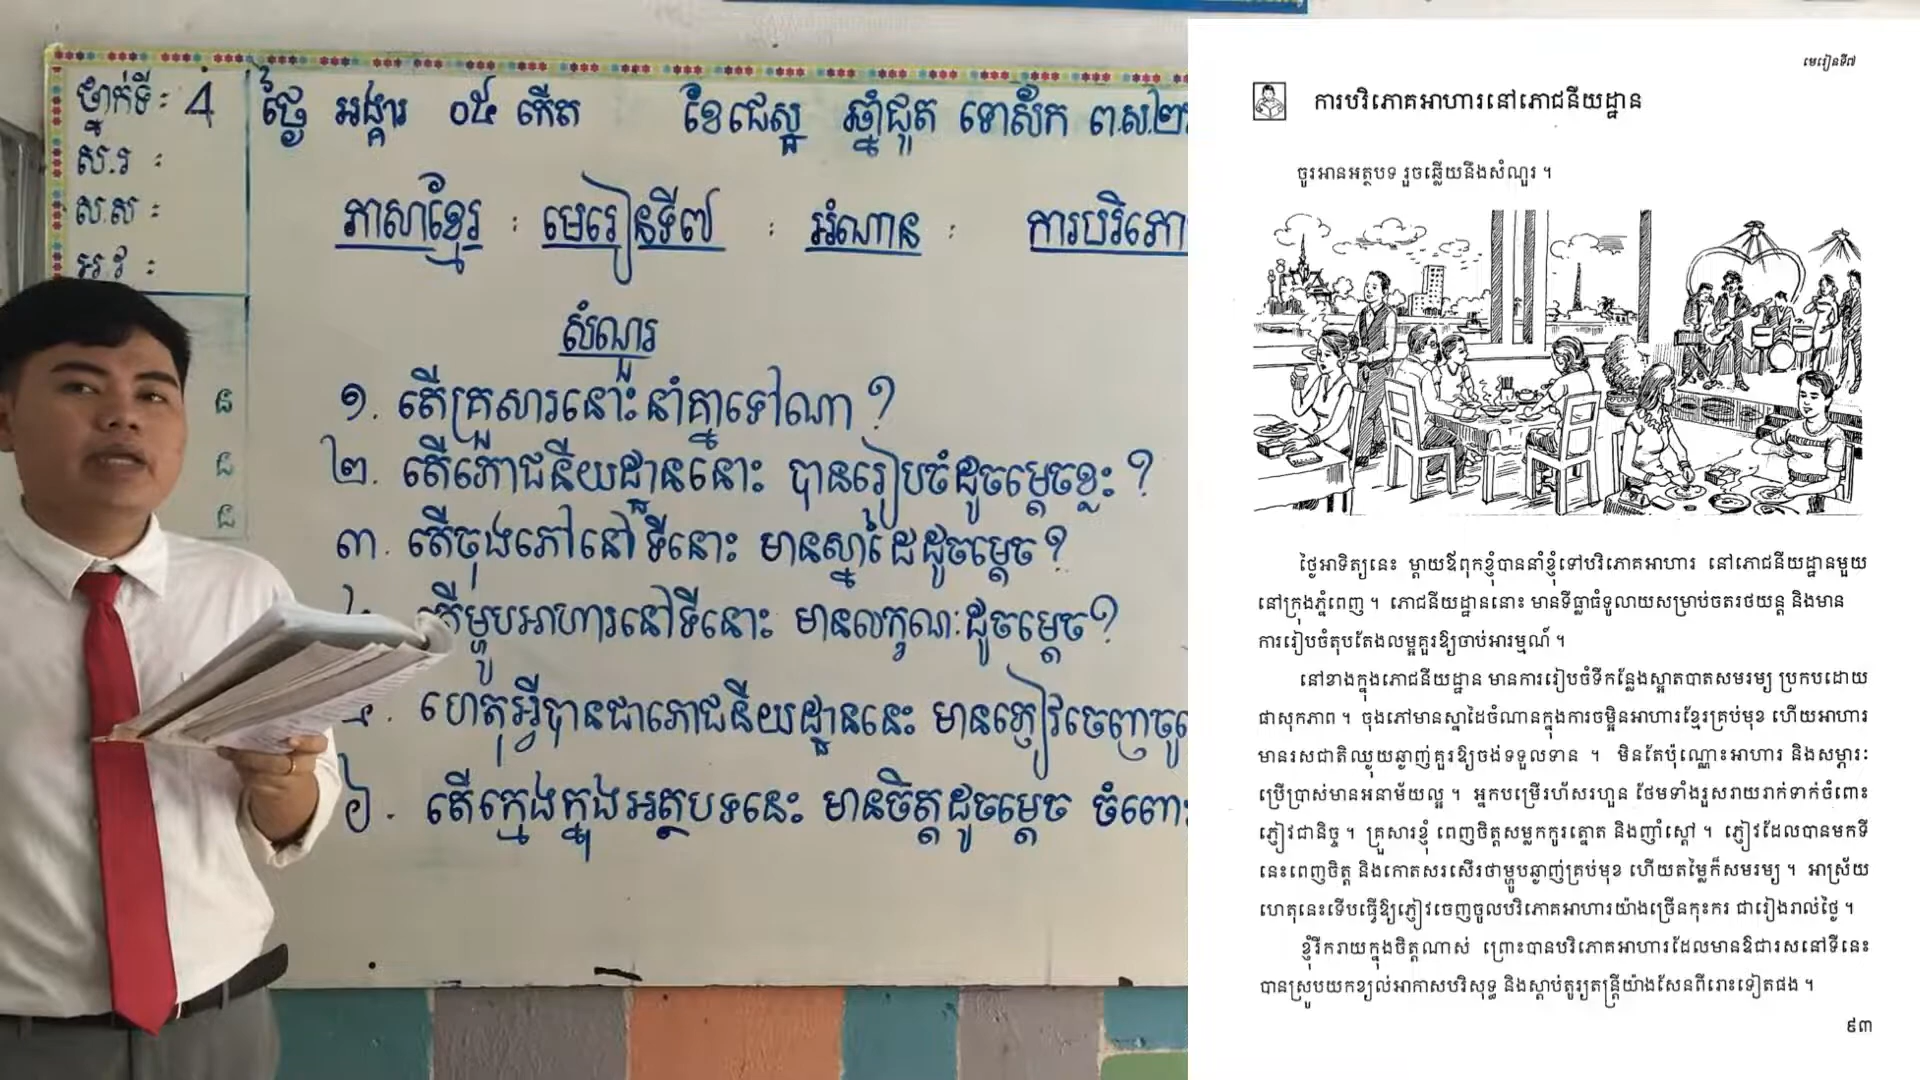 ថ្នាក់ទី: 4
ស.រ :
ស.ស :
អ.វ :
ថ្ងៃ អង្គារ ០៥ កើត ខែជេស្ឋ ឆ្នាំជូត ទោស័ក ព.ស.២
ភាសាខ្មែរ : មេរៀនទី៧ : អំណាន : ការបរិភោ
សំណួរ
១. តើគ្រួសារនោះនាំគ្នាទៅណា ?
២. តើភោជនីយដ្ឋាននោះ បានរៀបចំដូចម្ដេចខ្លះ ?
៣. តើចុងភៅនៅទីនោះ មានស្នាដៃដូចម្ដេច ?
តើម្ហូបអាហារនៅទីនោះ មានលក្ខណៈដូចម្ដេច ?
ហេតុអ្វីបានជាភោជនីយដ្ឋាននេះ មានភ្ញៀវចេញចូ
៦. តើក្មេងក្នុងអត្ថបទនេះ មានចិត្តដូចម្ដេច ចំពោះ
មេរៀនទី៧
ការបរិភោគអាហារនៅភោជនីយដ្ឋាន
ចូរអានអត្ថបទ រួចឆ្លើយនឹងសំណួរ ។
ថ្ងៃអាទិត្យនេះ ម្ដាយឪពុកខ្ញុំបាននាំខ្ញុំទៅបរិភោគអាហារ នៅភោជនីយដ្ឋានមួយ
នៅក្រុងភ្នំពេញ ។ ភោជនីយដ្ឋាននោះ មានទីធ្លាធំទូលាយសម្រាប់ចតរថយន្ត និងមាន
ការរៀបចំតុបតែងលម្អគួរឱ្យចាប់អារម្មណ៍ ។
នៅខាងក្នុងភោជនីយដ្ឋាន មានការរៀបចំទីកន្លែងស្អាតបាតសមរម្យ ប្រកបដោយ
ផាសុកភាព ។ ចុងភៅមានស្នាដៃចំណានក្នុងការចម្អិនអាហារខ្មែរគ្រប់មុខ ហើយអាហារ
មានរសជាតិឈ្ងុយឆ្ងាញ់គួរឱ្យចង់ទទួលទាន ។ មិនតែប៉ុណ្ណោះអាហារ និងសម្ភារៈ
ប្រើប្រាស់មានអនាម័យល្អ ។ អ្នកបម្រើរហ័សរហួន ថែមទាំងរួសរាយរាក់ទាក់ចំពោះ
ភ្ញៀវជានិច្ច ។ គ្រួសារខ្ញុំ ពេញចិត្តសម្លកកូរត្នោត និងញាំស្ដៅ ។ ភ្ញៀវដែលបានមកទី
នេះពេញចិត្ត និងកោតសរសើរថាម្ហូបឆ្ងាញ់គ្រប់មុខ ហើយតម្លៃក៏សមរម្យ ។ អាស្រ័យ
ហេតុនេះទើបធ្វើឱ្យភ្ញៀវចេញចូលបរិភោគអាហារយ៉ាងច្រើនកុះករ ជារៀងរាល់ថ្ងៃ ។
ខ្ញុំរីករាយក្នុងចិត្តណាស់ ព្រោះបានបរិភោគអាហារដែលមានឱជារសនៅទីនេះ
បានស្រូបយកខ្យល់អាកាសបរិសុទ្ធ និងស្ដាប់តូរ្យតន្ត្រីយ៉ាងសែនពីរោះទៀតផង ។
៩៣